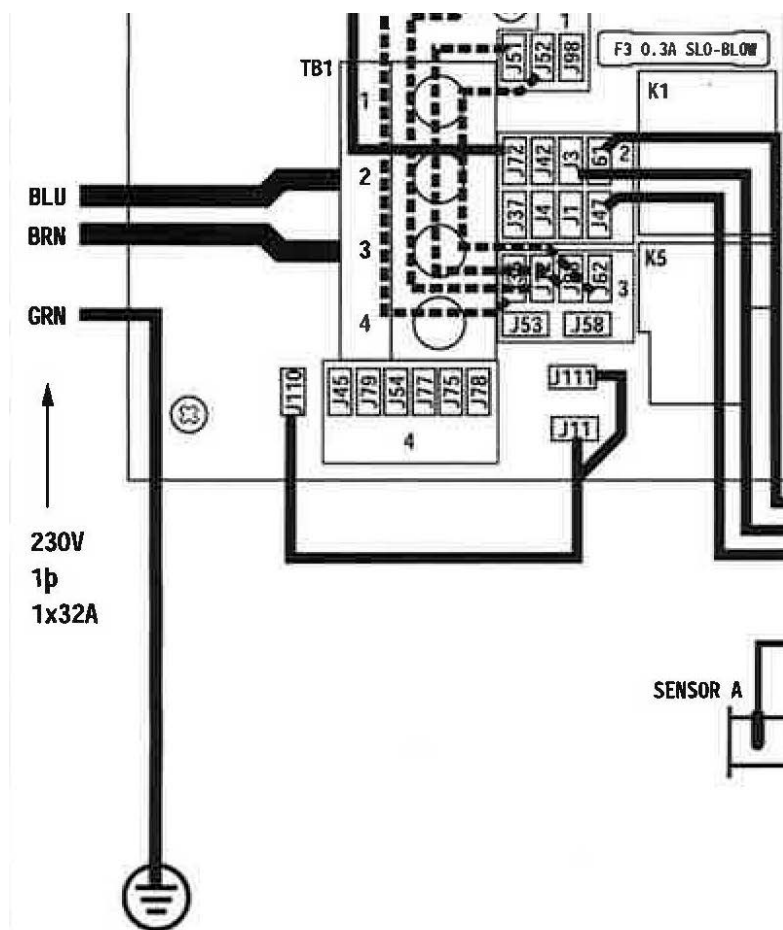 1
J51 J52 J98
F3 0.3A SLO-BLOW
TB1
K1
1
J72 J42 J3 J61
2
2
BLU
J37 J4 J1 J47
BRN
3
K5
J62
3
GRN
4
J53 J58
J110
J45 J79 J54 J77 J75 J78
J111
J11
4
230V
1þ
1x32A
SENSOR A